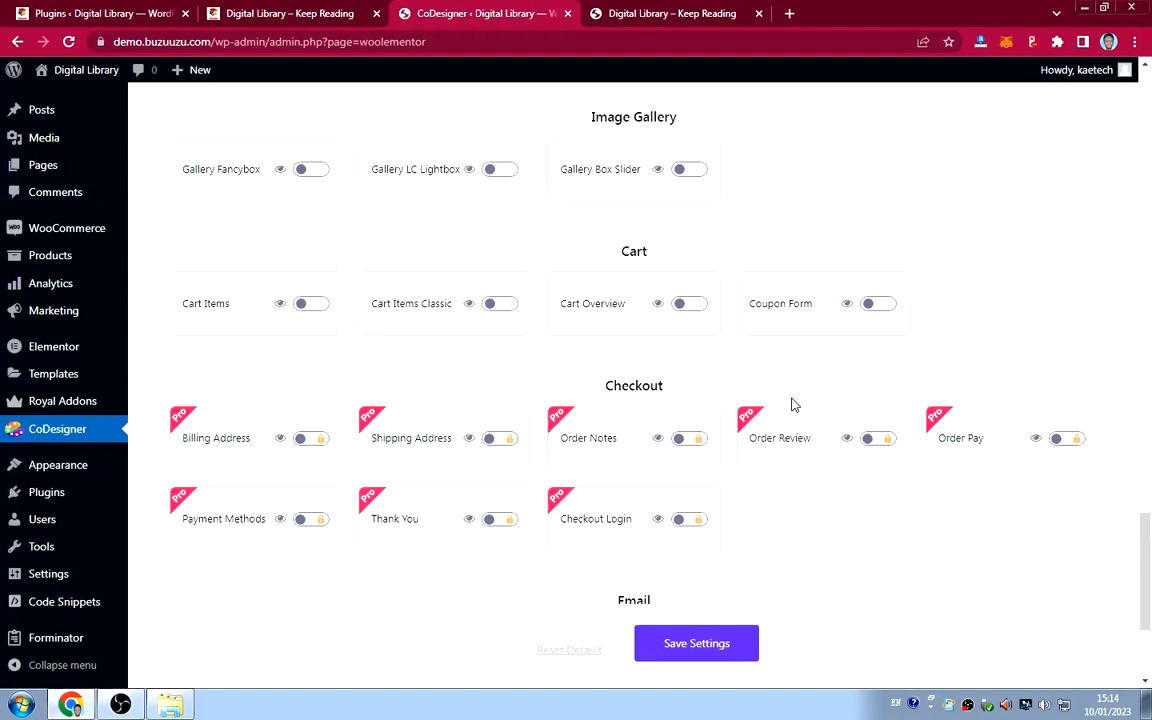 Plugins ‹ Digital Library — WordP
Digital Library – Keep Reading
CoDesigner ‹ Digital Library — W
Digital Library – Keep Reading
demo.buzuuzu.com/wp-admin/admin.php?page=woolementor
Digital Library
0
New
Howdy, kaetech
Posts
Media
Pages
Comments
WooCommerce
Products
Analytics
Marketing
Elementor
Templates
Royal Addons
CoDesigner
Appearance
Plugins
Users
Tools
Settings
Code Snippets
Forminator
Collapse menu
Image Gallery
Gallery Fancybox
Gallery LC Lightbox
Gallery Box Slider
Cart
Cart Items
Cart Items Classic
Cart Overview
Coupon Form
Checkout
Pro
Billing Address
Pro
Shipping Address
Pro
Order Notes
Pro
Order Review
Pro
Order Pay
Pro
Payment Methods
Pro
Thank You
Pro
Checkout Login
Email
Reset Default
Save Settings
EN
15:14
10/01/2023